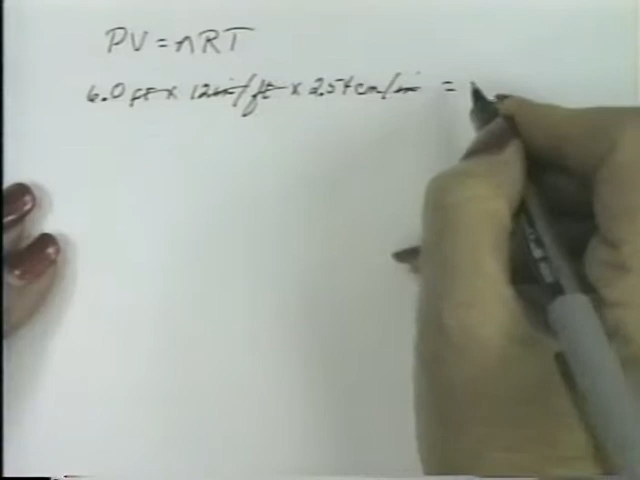 PV = nRT
6.0 ft x 12 in/ft x 2.54 cm/in =